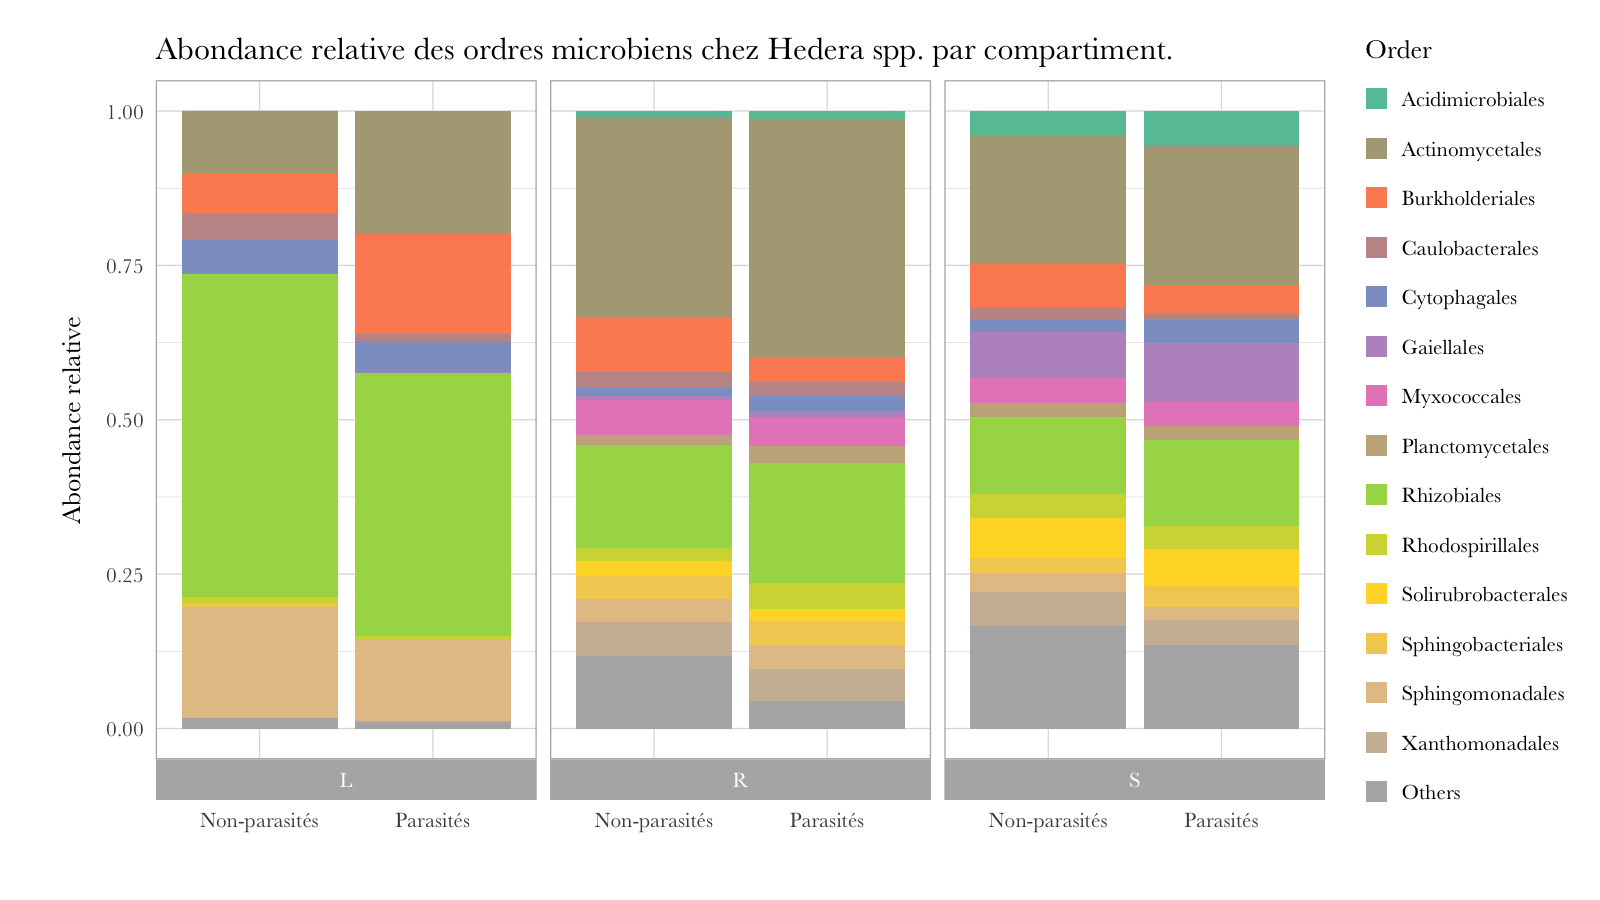 Abondance relative des ordres microbiens chez Hedera spp. par compartiment.
Abondance relative
1.00
0.75
0.50
0.25
0.00
L
R
S
Non-parasités
Parasités
Non-parasités
Parasités
Non-parasités
Parasités
Order
Acidimicrobiales
Actinomycetales
Burkholderiales
Caulobacterales
Cytophagales
Gaiellales
Myxococcales
Planctomycetales
Rhizobiales
Rhodospirillales
Solirubrobacterales
Sphingobacteriales
Sphingomonadales
Xanthomonadales
Others